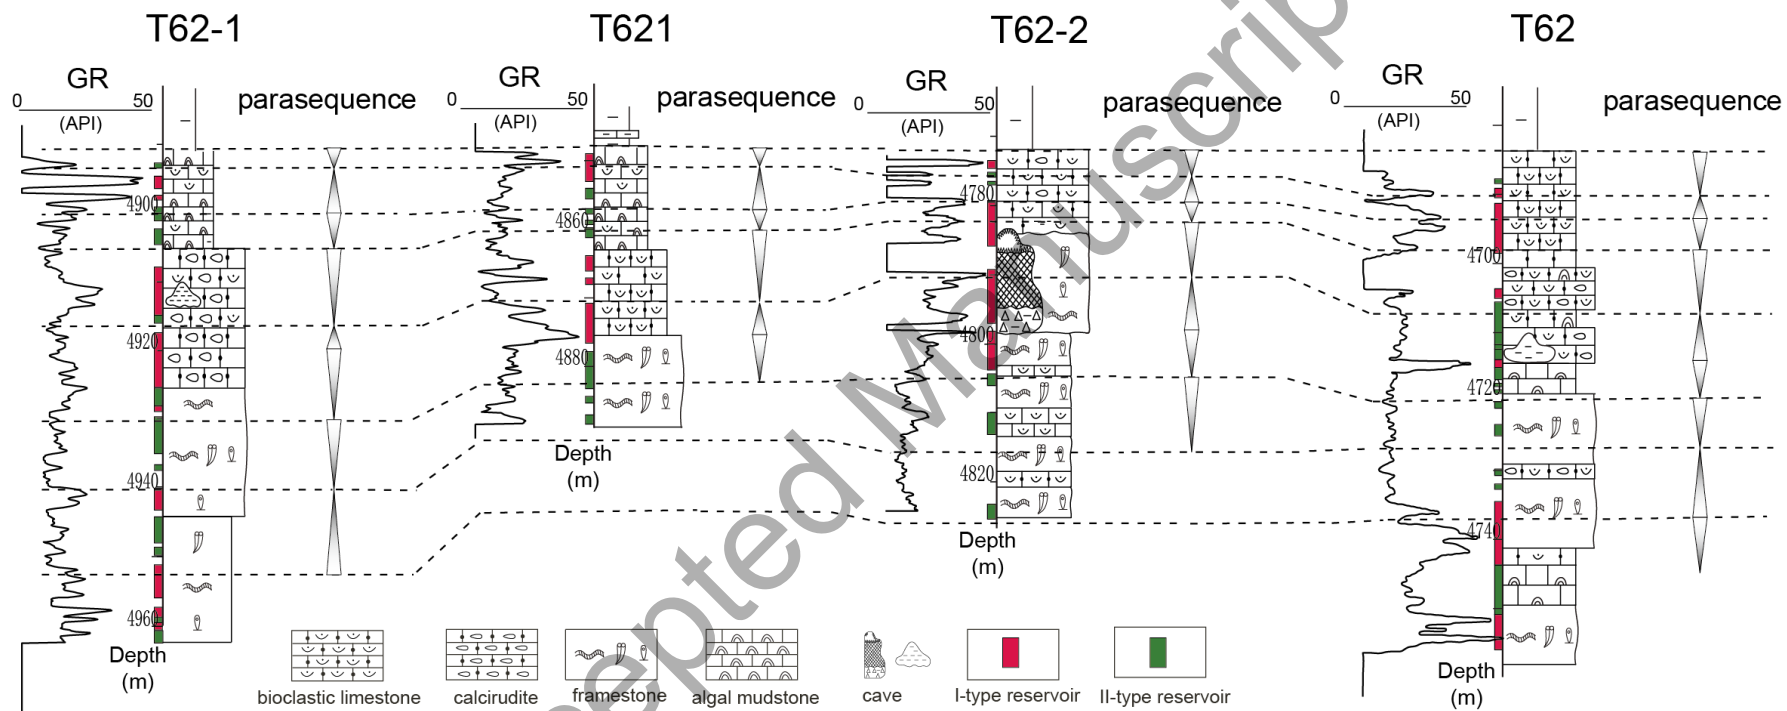 T62-1
T621
T62-2
T62
GR
0
50
(API)
parasequence
GR
0
50
(API)
parasequence
GR
0
50
(API)
parasequence
GR
0
50
(API)
parasequence
4900
4920
4940
4960
Depth
(m)
4860
4880
Depth
(m)
4780
4800
4820
Depth
(m)
4700
4720
4740
Depth
(m)
bioclastic limestone
calcirudite
framestone
algal mudstone
cave
I-type reservoir
II-type reservoir
epted Manuscrip